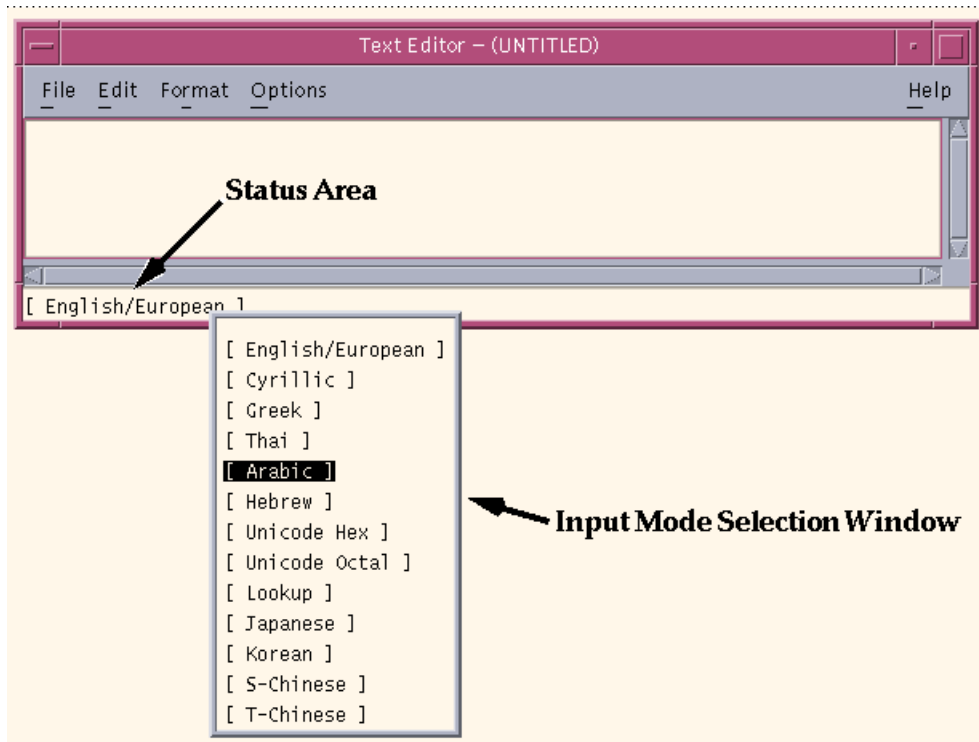 Text Editor – (UNTITLED)
File Edit Format Options Help
Status Area
[ English/European ]
[ English/European ]
[ Cyrillic ]
[ Greek ]
[ Thai ]
[ Arabic ]
[ Hebrew ]
[ Unicode Hex ]
[ Unicode Octal ]
[ Lookup ]
[ Japanese ]
[ Korean ]
[ S-Chinese ]
[ T-Chinese ]
Input Mode Selection Window